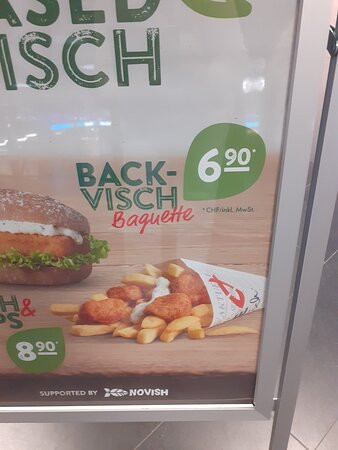 ASED
ISCH
BACK-
VISCH
Baguette
6.90*
*CHF/inkl. MwSt.
H&
PS
8.90*
SUPPORTED BY NOVISH